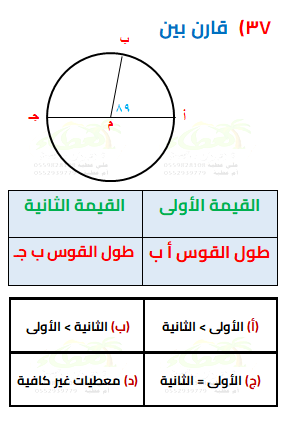 ٣٧) قارن بين
ب
٨٩
أ
م
جـ
القيمة الأولى القيمة الثانية
طول القوس أ ب طول القوس ب جـ
(أ) الأولى > الثانية (ب) الثانية > الأولى
(ج) الأولى = الثانية (د) معطيات غير كافية